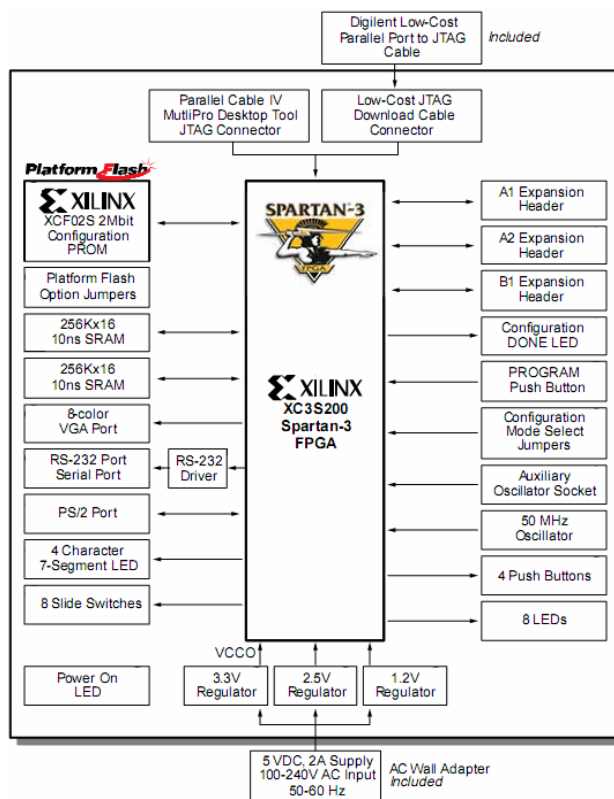 Digilent Low-Cost
Parallel Port to JTAG
Cable
Included
Parallel Cable IV
MutliPro Desktop Tool
JTAG Connector
Low-Cost JTAG
Download Cable
Connector
Platform Flash
XILINX
XCF02S 2Mbit
Configuration
PROM
Platform Flash
Option Jumpers
256Kx16
10ns SRAM
256Kx16
10ns SRAM
8-color
VGA Port
RS-232 Port
Serial Port
RS-232
Driver
PS/2 Port
4 Character
7-Segment LED
8 Slide Switches
Power On
LED
SPARTAN-3
FPGA
XILINX
XC3S200
Spartan-3
FPGA
A1 Expansion
Header
A2 Expansion
Header
B1 Expansion
Header
Configuration
DONE LED
PROGRAM
Push Button
Configuration
Mode Select
Jumpers
Auxiliary
Oscillator Socket
50 MHz
Oscillator
4 Push Buttons
8 LEDs
VCCO
3.3V
Regulator
2.5V
Regulator
1.2V
Regulator
5 VDC, 2A Supply
100-240V AC Input
50-60 Hz
AC Wall Adapter
Included